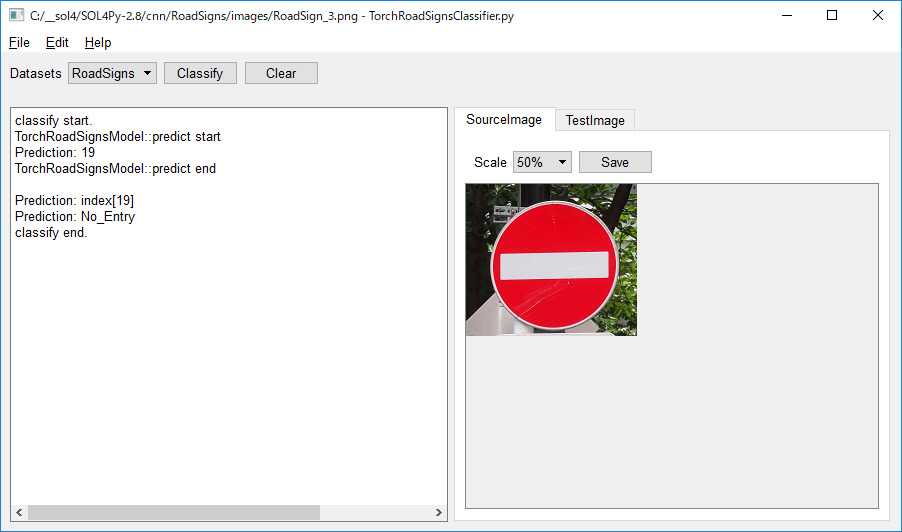 C:/__sol4/SOL4Py-2.8/cnn/RoadSigns/images/RoadSign_3.png - TorchRoadSignsClassifier.py
File Edit Help
Datasets RoadSigns Classify Clear
classify start.
TorchRoadSignsModel::predict start
Prediction: 19
TorchRoadSignsModel::predict end
Prediction: index[19]
Prediction: No_Entry
classify end.
SourceImage TestImage
Scale 50% Save